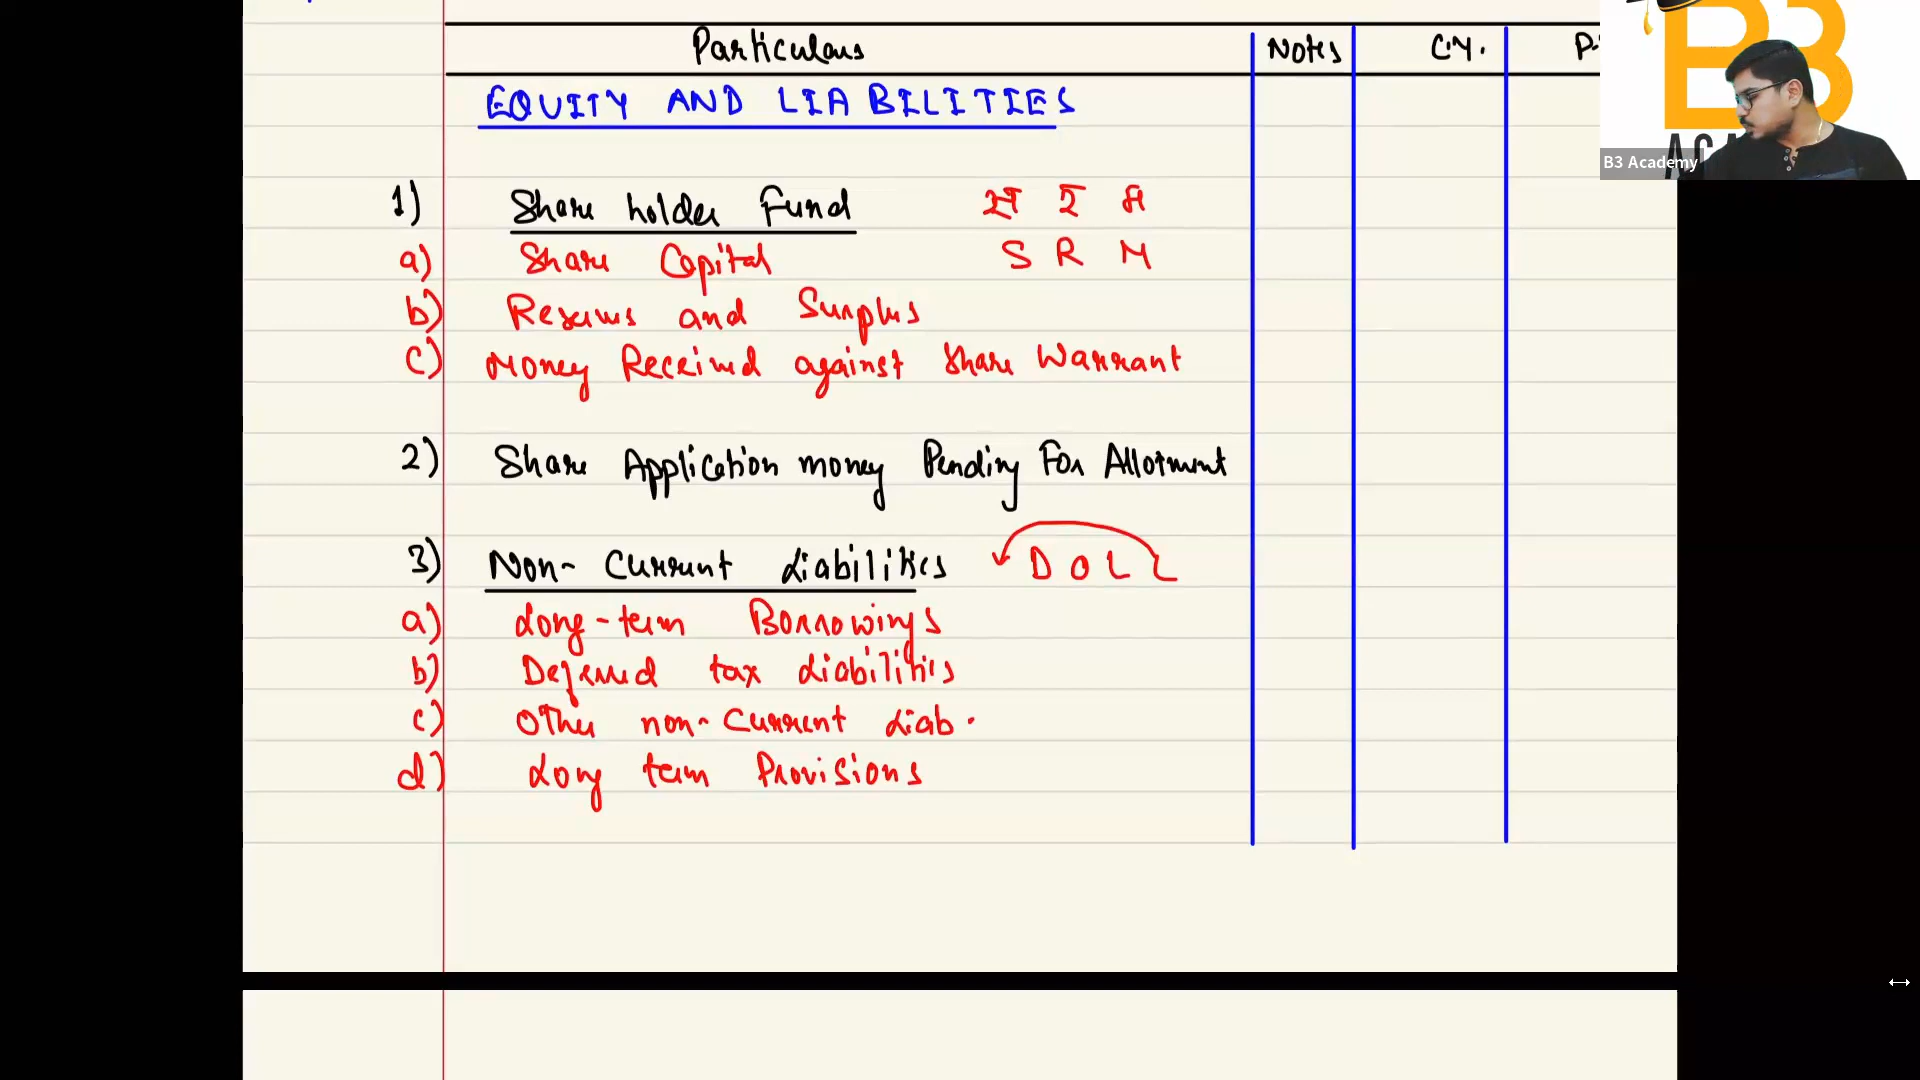 Particulars Notes C.Y. P.
EQUITY AND LIABILITIES
B3
B3 Academy
1) Share holder Fund स र म
a) Share Capital S R M
b) Reserves and Surplus
c) Money Received against Share Warrant
2) Share Application money Pending For Allotment
3) Non-Current Liabilities D O L L
a) Long-term Borrowings
b) Deferred tax Liabilities
c) Other non-Current Liab.
d) Long term Provisions